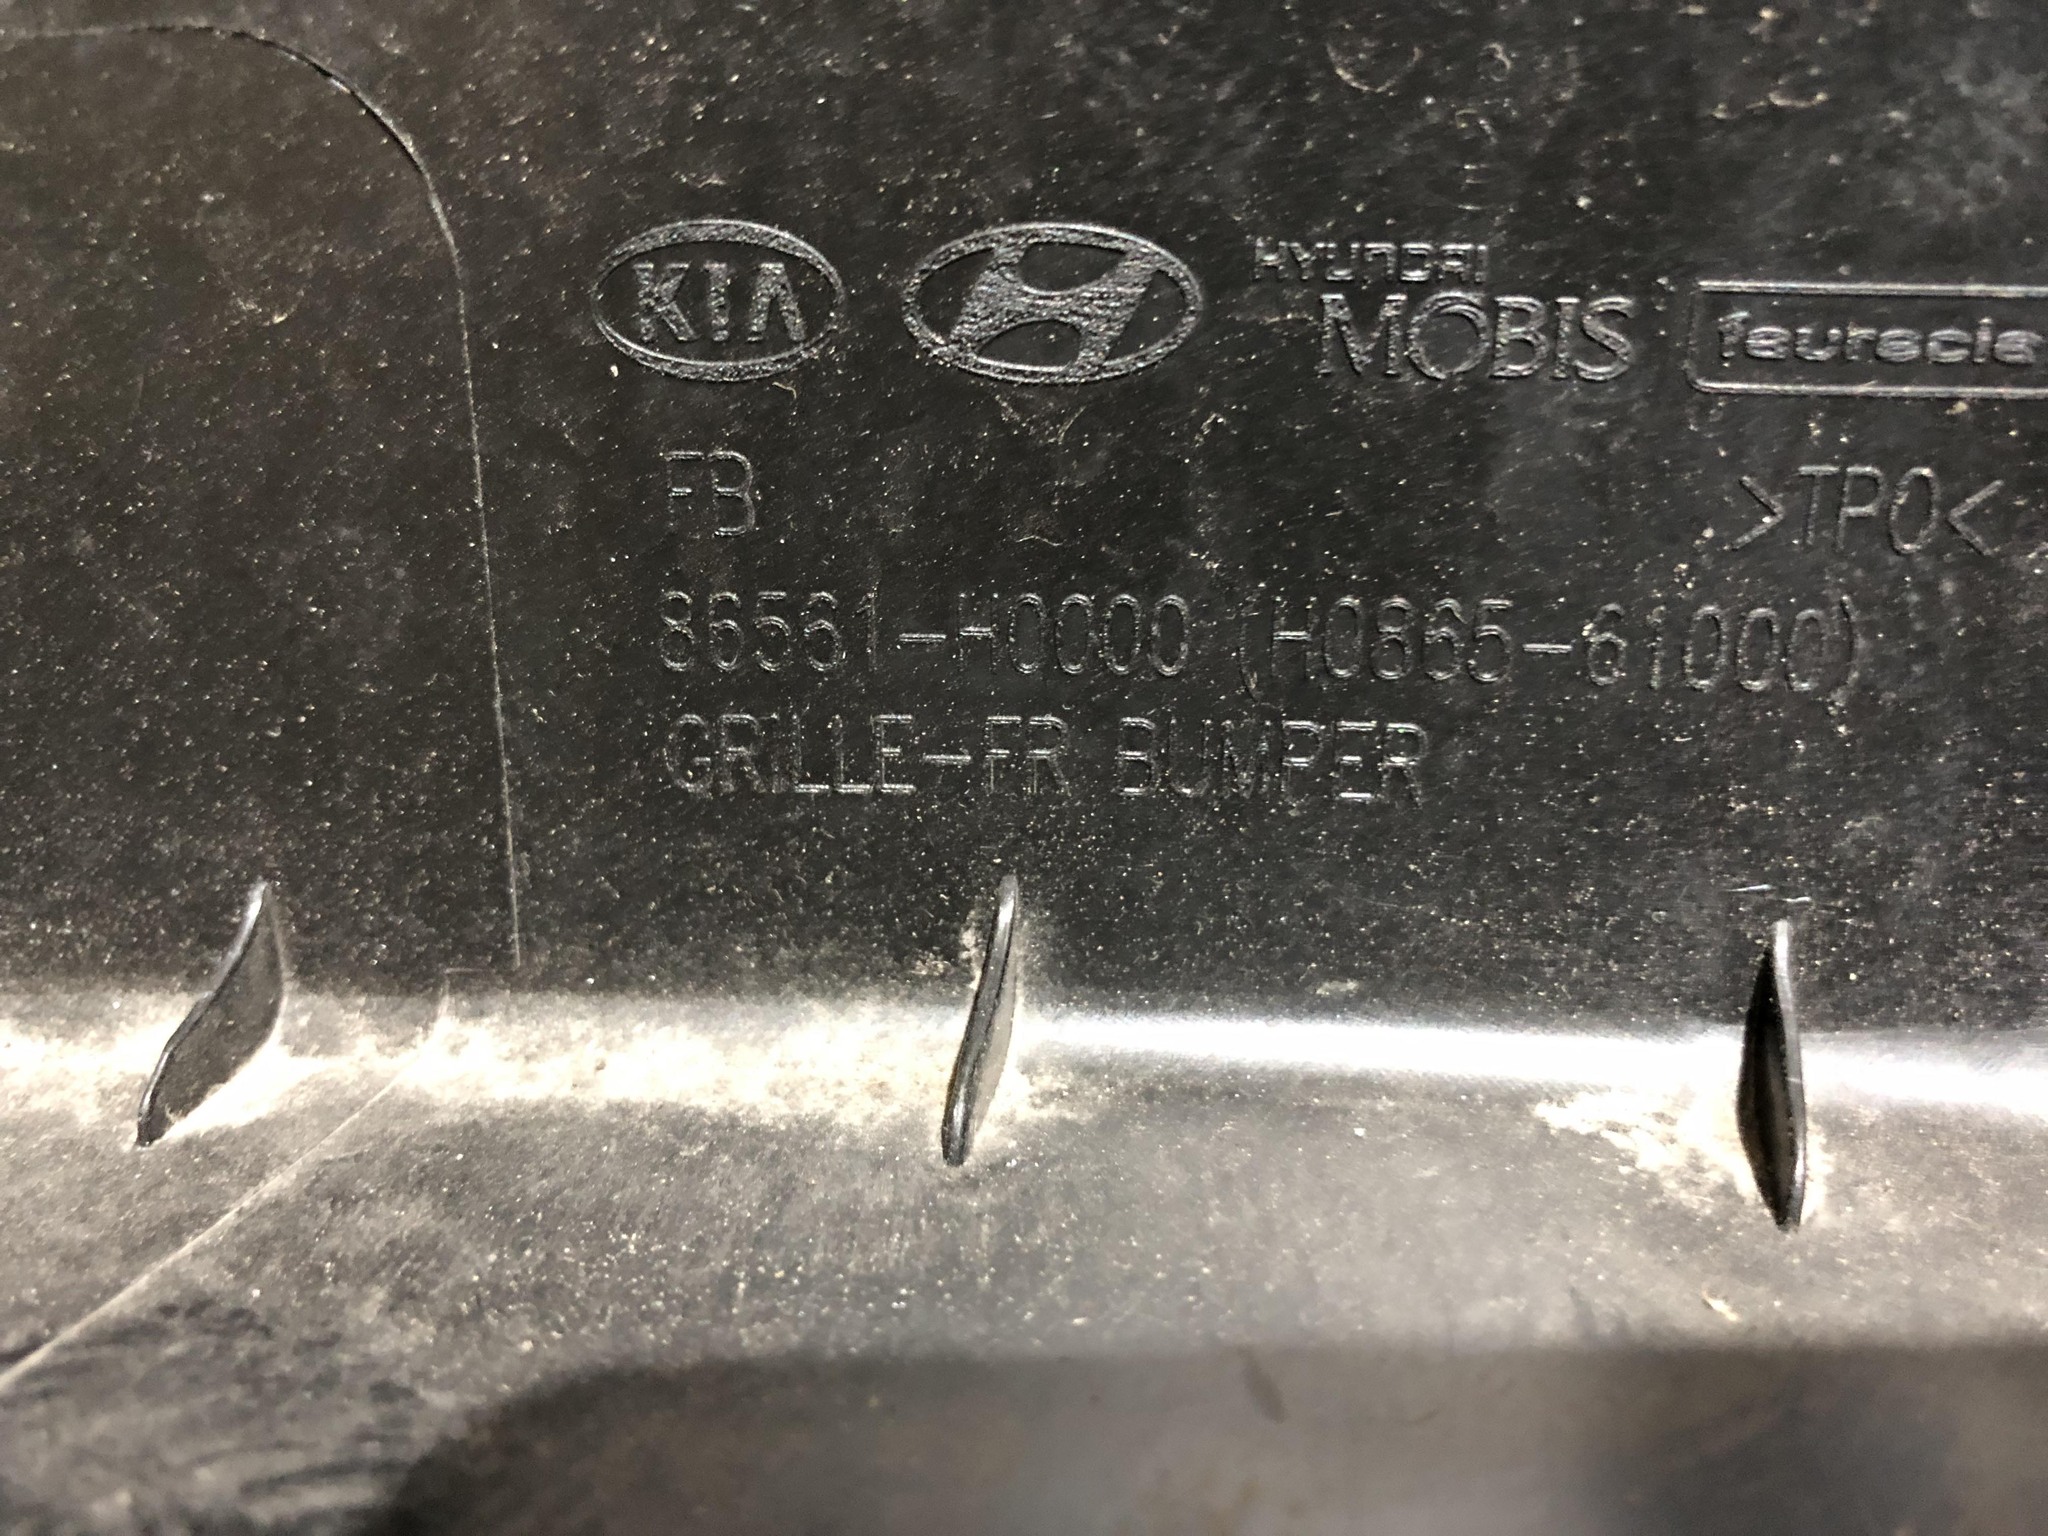 KIA HYUNDAI
MOBIS faurecia
FB >TPO<
86561-H0000 (H0865-61000)
GRILLE-FR BUMPER